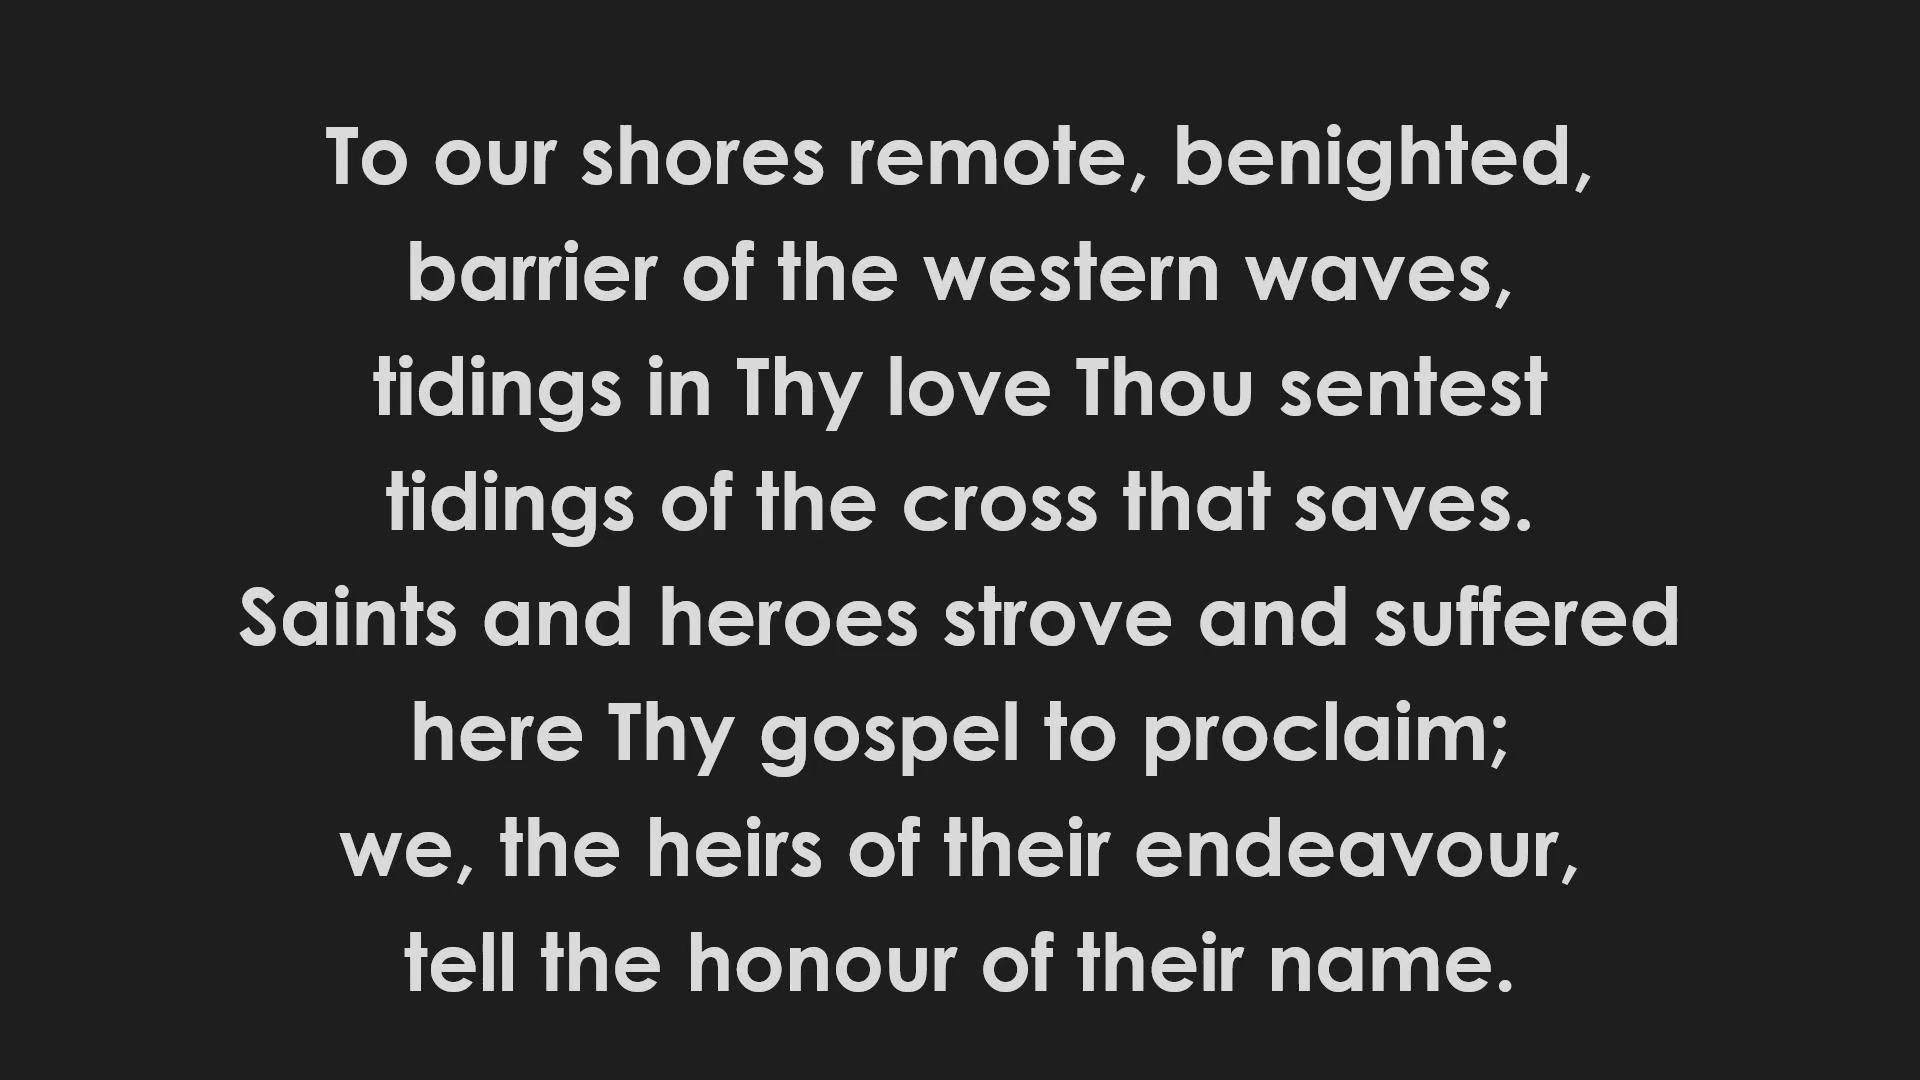 To our shores remote, benighted,
barrier of the western waves,
tidings in Thy love Thou sentest
tidings of the cross that saves.
Saints and heroes strove and suffered
here Thy gospel to proclaim;
we, the heirs of their endeavour,
tell the honour of their name.